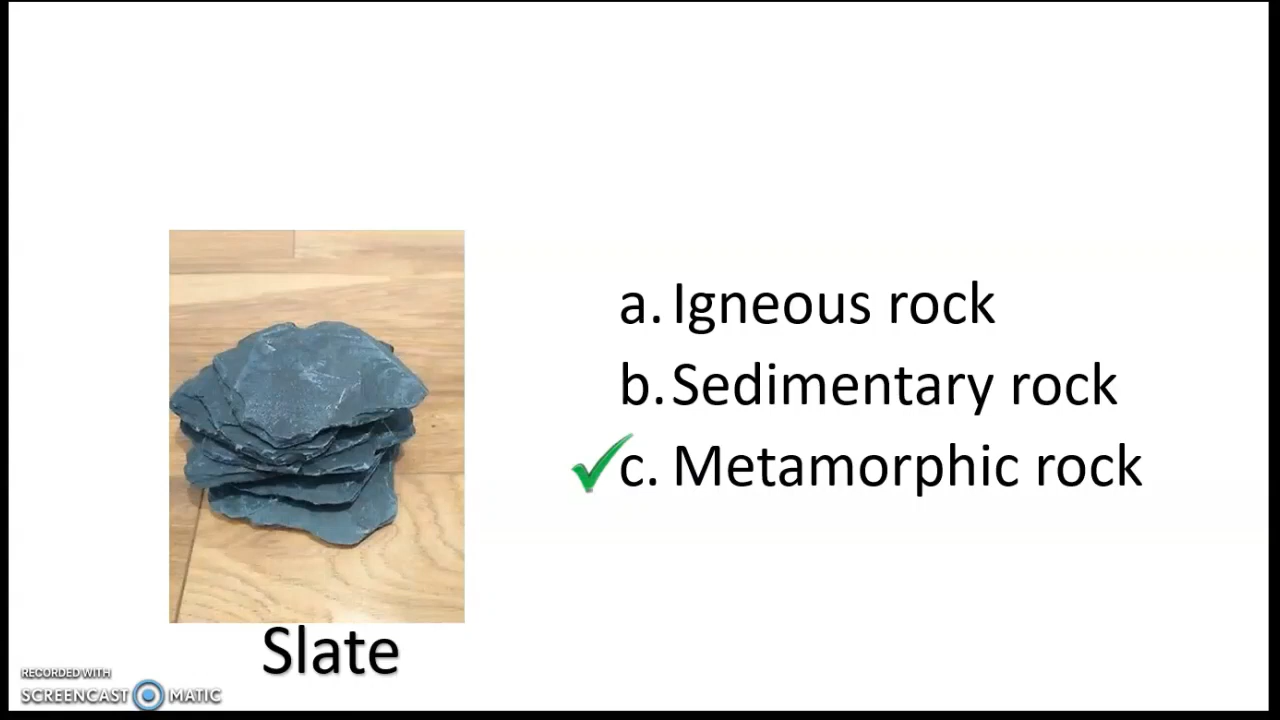 a. Igneous rock
b. Sedimentary rock
c. Metamorphic rock
Slate
RECORDED WITH
SCREENCAST MATIC